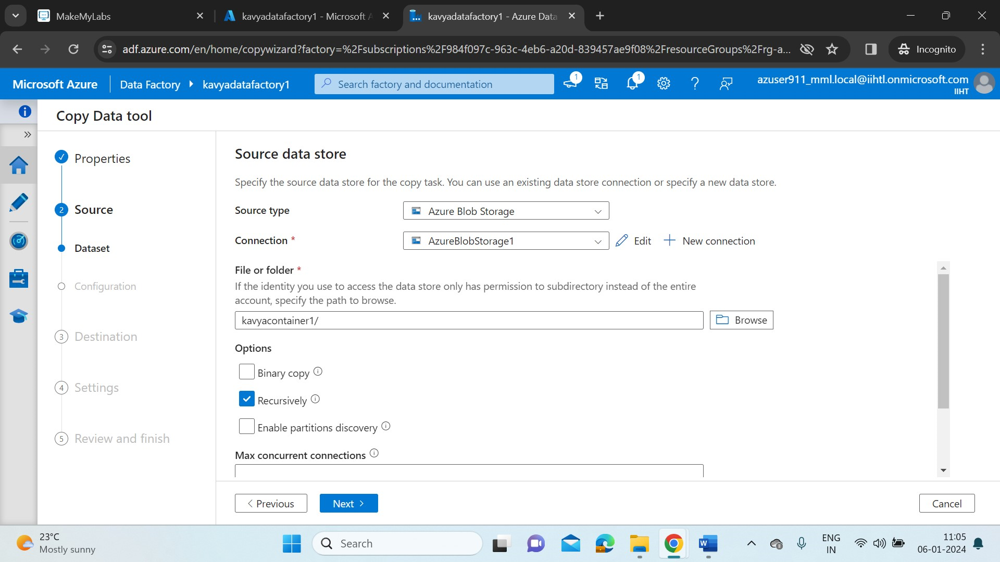 MakeMyLabs
kavyadatafactory1 - Microsoft A
kavyadatafactory1 - Azure Data
adf.azure.com/en/home/copywizard?factory=%2Fsubscriptions%2F984f097c-963c-4eb6-a20d-839457ae9f08%2FresourceGroups%2Frg-a...
Incognito
Microsoft Azure
Data Factory
kavyadatafactory1
Search factory and documentation
1
1
azuser911_mml.local@iihtl.onmicrosoft.com
IIHT
Copy Data tool
Properties
2 Source
Dataset
Configuration
3 Destination
4 Settings
5 Review and finish
Source data store
Specify the source data store for the copy task. You can use an existing data store connection or specify a new data store.
Source type
Azure Blob Storage
Connection *
AzureBlobStorage1
Edit
New connection
File or folder *
If the identity you use to access the data store only has permission to subdirectory instead of the entire
account, specify the path to browse.
kavyacontainer1/
Browse
Options
Binary copy
Recursively
Enable partitions discovery
Max concurrent connections
< Previous
Next >
Cancel
23°C
Mostly sunny
Search
ENG
IN
11:05
06-01-2024